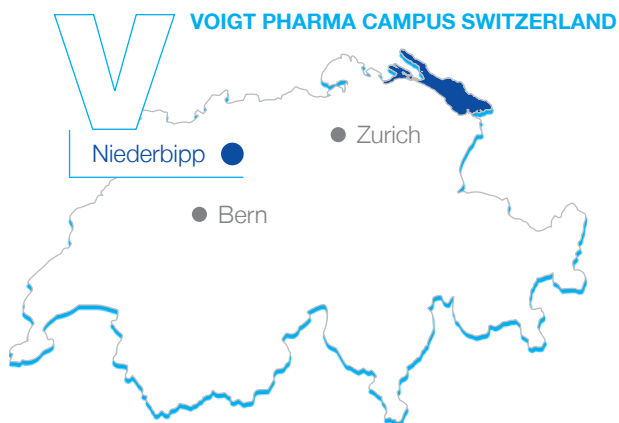 V
VOIGT PHARMA CAMPUS SWITZERLAND
Zurich
Niederbipp
Bern